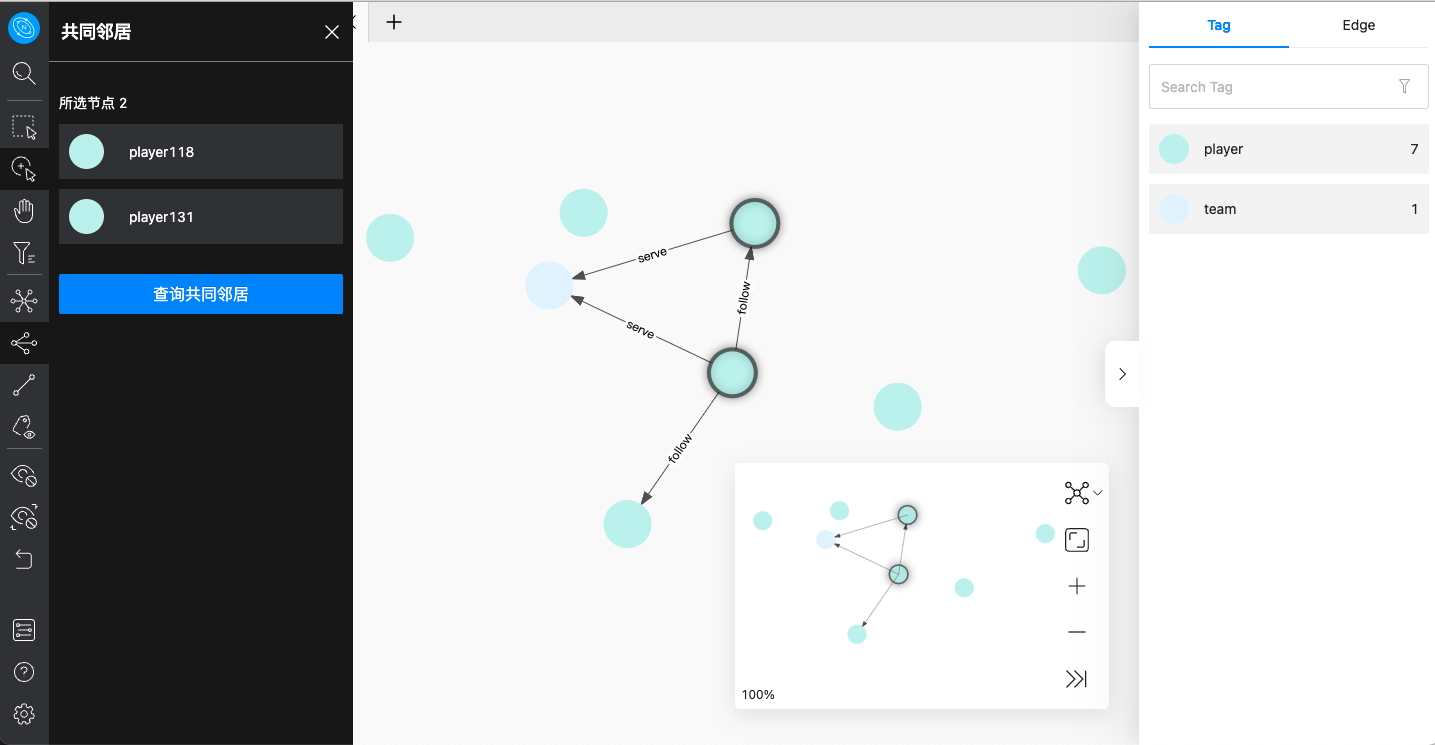 共同邻居
所选节点 2
player118
player131
查询共同邻居
serve
serve
follow
follow
100%
Tag
Edge
Search Tag
player
7
team
1